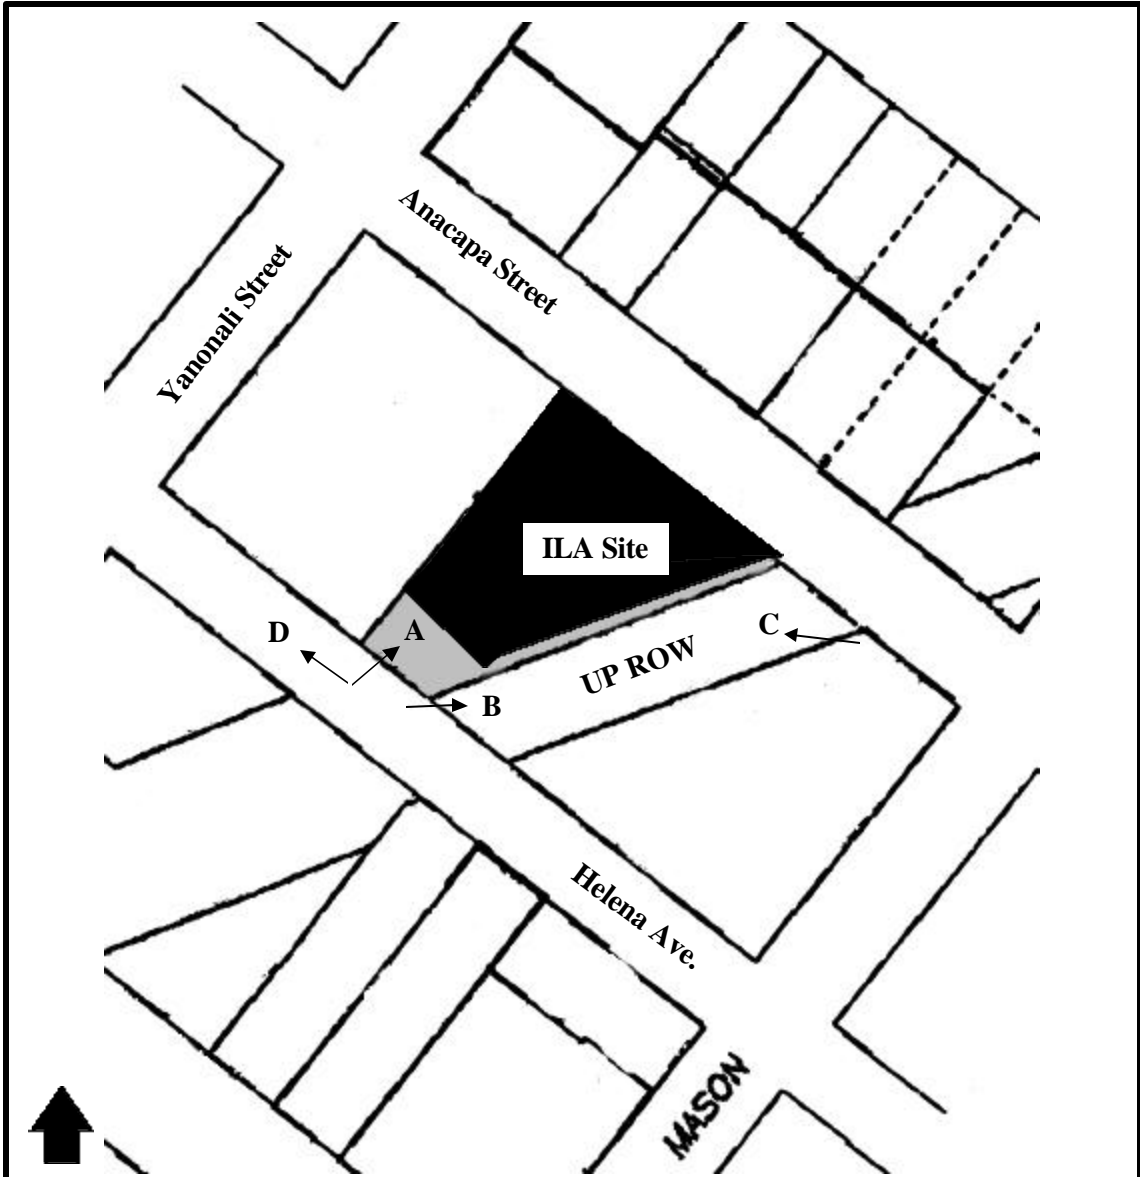 Anacapa Street
Yanonali Street
ILA Site
A
D
C
UP ROW
B
Helena Ave.
MASON